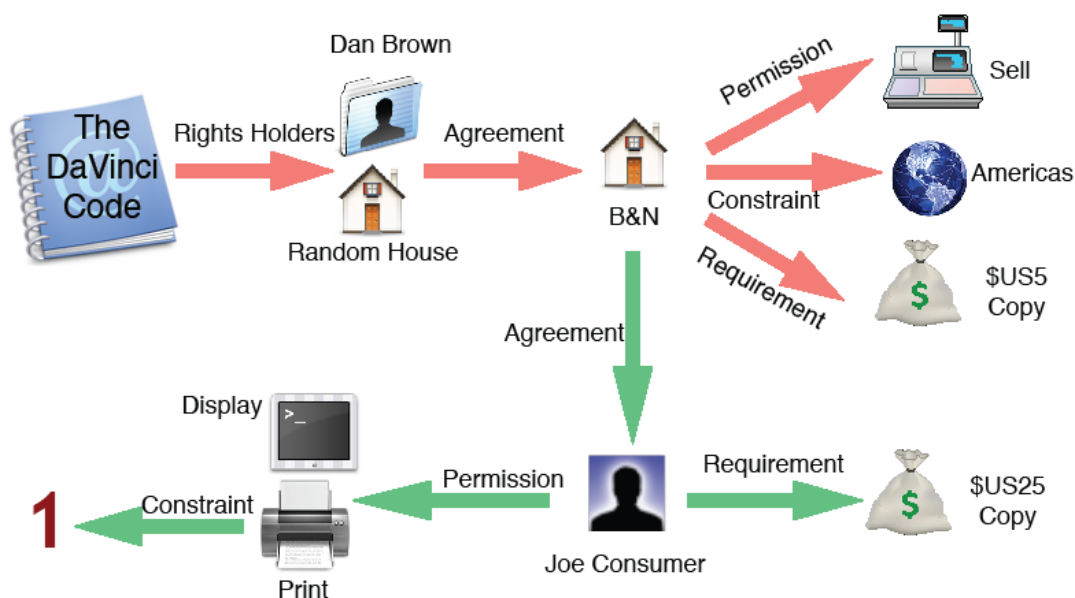 The
DaVinci
Code
Rights Holders
Dan Brown
Random House
Agreement
B&N
Permission
Sell
Constraint
Americas
Requirement
$
$US5
Copy
Agreement
Joe Consumer
Requirement
$
$US25
Copy
Permission
Display
>_
Print
Constraint
1